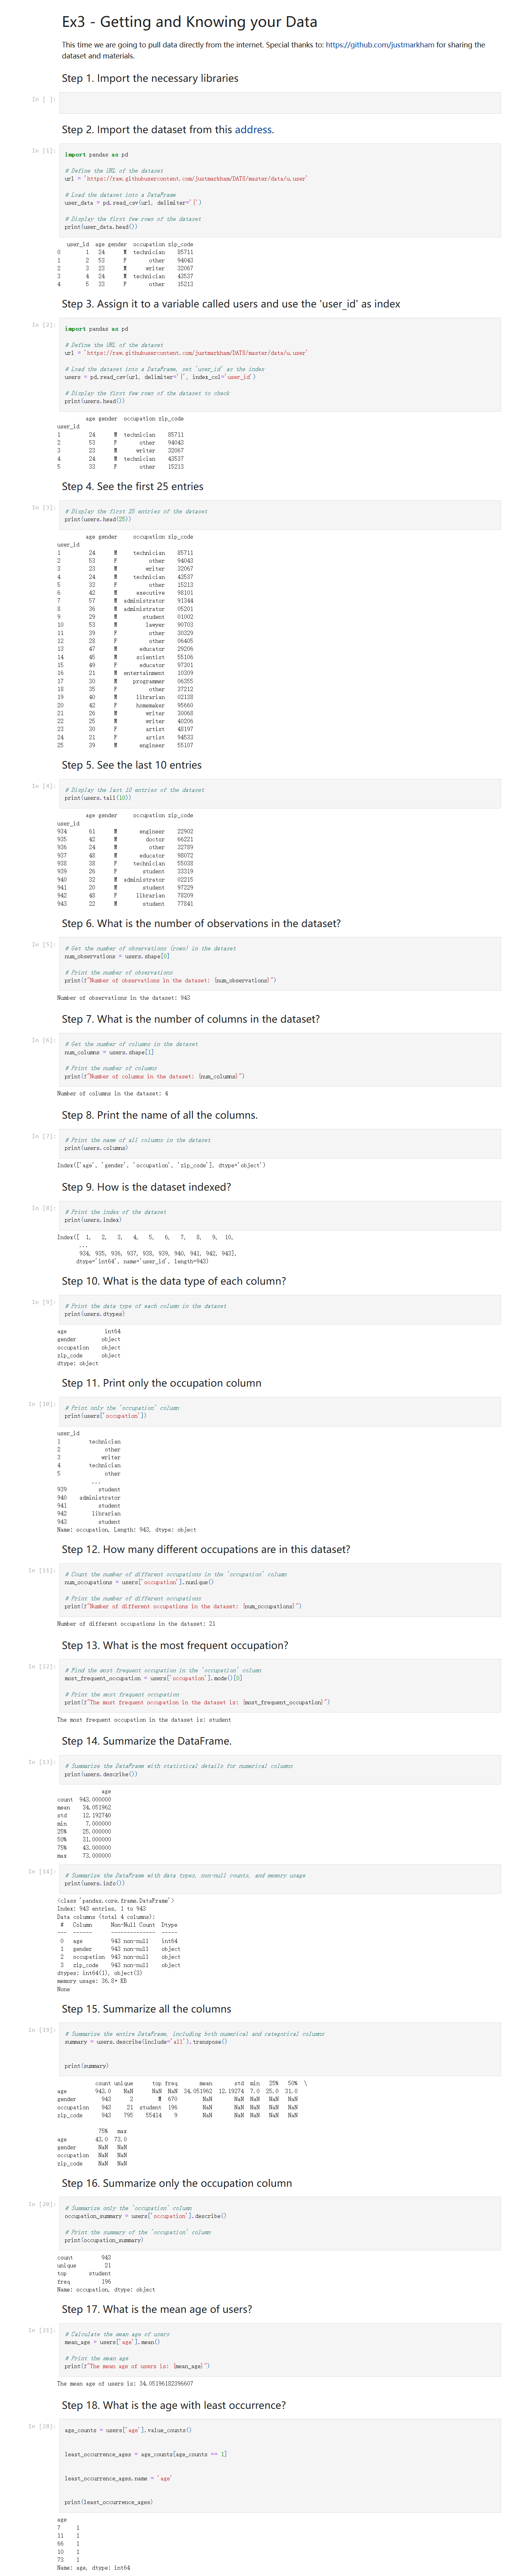 Ex3 - Getting and Knowing your Data
This time we are going to pull data directly from the internet. Special thanks to: https://github.com/justmarkham for sharing the
dataset and materials.
Step 1. Import the necessary libraries
In [ ]:
Step 2. Import the dataset from this address.
In [1]:
import pandas as pd
# Define the URL of the dataset
url = 'https://raw.githubusercontent.com/justmarkham/DAT8/master/data/u.user'
# Load the dataset into a DataFrame
user_data = pd.read_csv(url, delimiter='|')
# Display the first few rows of the dataset
print(user_data.head())
user_id age gender occupation zip_code
0 1 24 M technician 85711
1 2 53 F other 94043
2 3 23 M writer 32067
3 4 24 M technician 43537
4 5 33 F other 15213
Step 3. Assign it to a variable called users and use the 'user_id' as index
In [2]:
import pandas as pd
# Define the URL of the dataset
url = 'https://raw.githubusercontent.com/justmarkham/DAT8/master/data/u.user'
# Load the dataset into a DataFrame, set 'user_id' as the index
users = pd.read_csv(url, delimiter='|', index_col='user_id')
# Display the first few rows of the dataset to check
print(users.head())
age gender occupation zip_code
user_id
1 24 M technician 85711
2 53 F other 94043
3 23 M writer 32067
4 24 M technician 43537
5 33 F other 15213
Step 4. See the first 25 entries
In [3]:
# Display the first 25 entries of the dataset
print(users.head(25))
age gender occupation zip_code
user_id
1 24 M technician 85711
2 53 F other 94043
3 23 M writer 32067
4 24 M technician 43537
5 33 F other 15213
6 42 M executive 98101
7 57 M administrator 91344
8 36 M administrator 05201
9 29 M student 01002
10 53 M lawyer 90703
11 39 F other 30329
12 28 F other 06405
13 47 M educator 29206
14 45 M scientist 55106
15 49 F educator 97301
16 21 M entertainment 10309
17 30 M programmer 06355
18 35 F other 37212
19 40 M librarian 02138
20 42 F homemaker 95660
21 26 M writer 30068
22 25 M writer 40206
23 30 F artist 48197
24 21 F artist 94533
25 39 M engineer 55107
Step 5. See the last 10 entries
In [4]:
# Display the last 10 entries of the dataset
print(users.tail(10))
age gender occupation zip_code
user_id
934 61 M engineer 22902
935 42 M doctor 66221
936 24 M other 32789
937 48 M educator 98072
938 38 F technician 55038
939 26 F student 33319
940 32 M administrator 02215
941 20 M student 97229
942 48 F librarian 78209
943 22 M student 77841
Step 6. What is the number of observations in the dataset?
In [5]:
# Get the number of observations (rows) in the dataset
num_observations = users.shape[0]
# Print the number of observations
print(f"Number of observations in the dataset: {num_observations}")
Number of observations in the dataset: 943
Step 7. What is the number of columns in the dataset?
In [6]:
# Get the number of columns in the dataset
num_columns = users.shape[1]
# Print the number of columns
print(f"Number of columns in the dataset: {num_columns}")
Number of columns in the dataset: 4
Step 8. Print the name of all the columns.
In [7]:
# Print the name of all columns in the dataset
print(users.columns)
Index(['age', 'gender', 'occupation', 'zip_code'], dtype='object')
Step 9. How is the dataset indexed?
In [8]:
# Print the index of the dataset
print(users.index)
Index([ 1, 2, 3, 4, 5, 6, 7, 8, 9, 10,
...
934, 935, 936, 937, 938, 939, 940, 941, 942, 943],
dtype='int64', name='user_id', length=943)
Step 10. What is the data type of each column?
In [9]:
# Print the data type of each column in the dataset
print(users.dtypes)
age int64
gender object
occupation object
zip_code object
dtype: object
Step 11. Print only the occupation column
In [10]:
# Print only the 'occupation' column
print(users['occupation'])
user_id
1 technician
2 other
3 writer
4 technician
5 other
...
939 student
940 administrator
941 student
942 librarian
943 student
Name: occupation, Length: 943, dtype: object
Step 12. How many different occupations are in this dataset?
In [11]:
# Count the number of different occupations in the 'occupation' column
num_occupations = users['occupation'].nunique()
# Print the number of different occupations
print(f"Number of different occupations in the dataset: {num_occupations}")
Number of different occupations in the dataset: 21
Step 13. What is the most frequent occupation?
In [12]:
# Find the most frequent occupation in the 'occupation' column
most_frequent_occupation = users['occupation'].mode()[0]
# Print the most frequent occupation
print(f"The most frequent occupation in the dataset is: {most_frequent_occupation}")
The most frequent occupation in the dataset is: student
Step 14. Summarize the DataFrame.
In [13]:
# Summarize the DataFrame with statistical details for numerical columns
print(users.describe())
age
count 943.000000
mean 34.051962
std 12.192740
min 7.000000
25% 25.000000
50% 31.000000
75% 43.000000
max 73.000000
In [14]:
# Summarize the DataFrame with data types, non-null counts, and memory usage
print(users.info())
<class 'pandas.core.frame.DataFrame'>
Index: 943 entries, 1 to 943
Data columns (total 4 columns):
# Column Non-Null Count Dtype
--- ------ -------------- -----
0 age 943 non-null int64
1 gender 943 non-null object
2 occupation 943 non-null object
3 zip_code 943 non-null object
dtypes: int64(1), object(3)
memory usage: 36.8+ KB
None
Step 15. Summarize all the columns
In [19]:
# Summarize the entire DataFrame, including both numerical and categorical columns
summary = users.describe(include='all').transpose()
print(summary)
count unique top freq mean std min 25% 50% \
age 943.0 NaN NaN NaN 34.051962 12.19274 7.0 25.0 31.0
gender 943 2 M 670 NaN NaN NaN NaN NaN
occupation 943 21 student 196 NaN NaN NaN NaN NaN
zip_code 943 795 55414 9 NaN NaN NaN NaN NaN
75% max
age 43.0 73.0
gender NaN NaN
occupation NaN NaN
zip_code NaN NaN
Step 16. Summarize only the occupation column
In [20]:
# Summarize only the 'occupation' column
occupation_summary = users['occupation'].describe()
# Print the summary of the 'occupation' column
print(occupation_summary)
count 943
unique 21
top student
freq 196
Name: occupation, dtype: object
Step 17. What is the mean age of users?
In [21]:
# Calculate the mean age of users
mean_age = users['age'].mean()
# Print the mean age
print(f"The mean age of users is: {mean_age}")
The mean age of users is: 34.05196182396607
Step 18. What is the age with least occurrence?
In [28]:
age_counts = users['age'].value_counts()
least_occurrence_ages = age_counts[age_counts == 1]
least_occurrence_ages.name = 'age'
print(least_occurrence_ages)
age
7 1
11 1
66 1
10 1
73 1
Name: age, dtype: int64